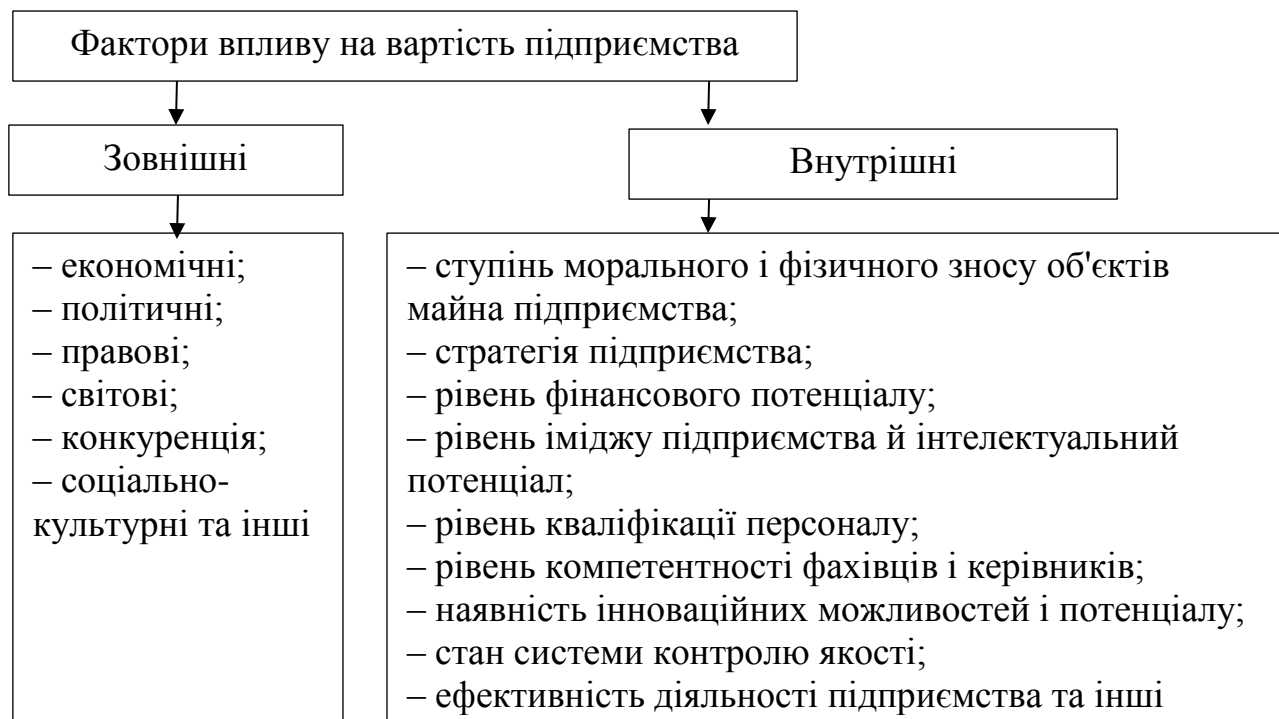 Фактори впливу на вартість підприємства
Зовнішні
Внутрішні
– економічні;
– політичні;
– правові;
– світові;
– конкуренція;
– соціально-
культурні та інші
– ступінь морального і фізичного зносу об'єктів
майна підприємства;
– стратегія підприємства;
– рівень фінансового потенціалу;
– рівень іміджу підприємства й інтелектуальний
потенціал;
– рівень кваліфікації персоналу;
– рівень компетентності фахівців і керівників;
– наявність інноваційних можливостей і потенціалу;
– стан системи контролю якості;
– ефективність діяльності підприємства та інші